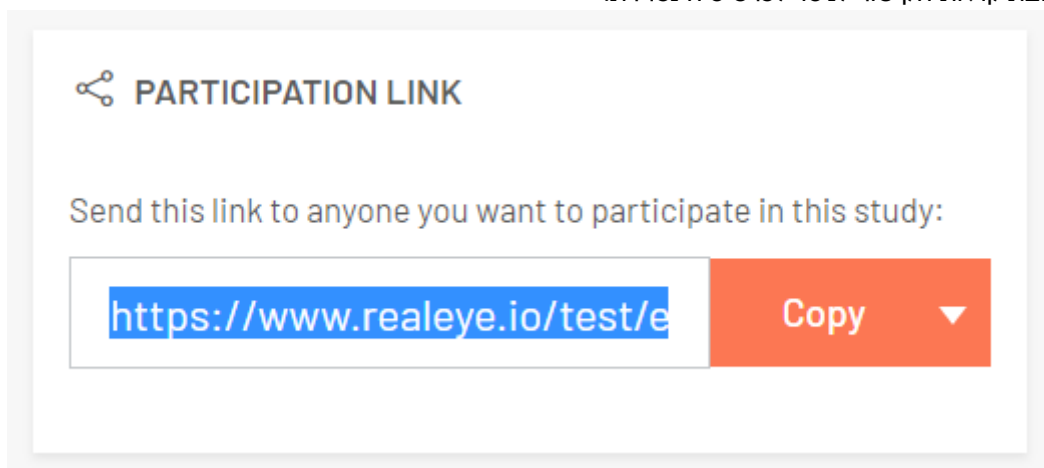 PARTICIPATION LINK
Send this link to anyone you want to participate in this study:
https://www.realeye.io/test/e
Copy